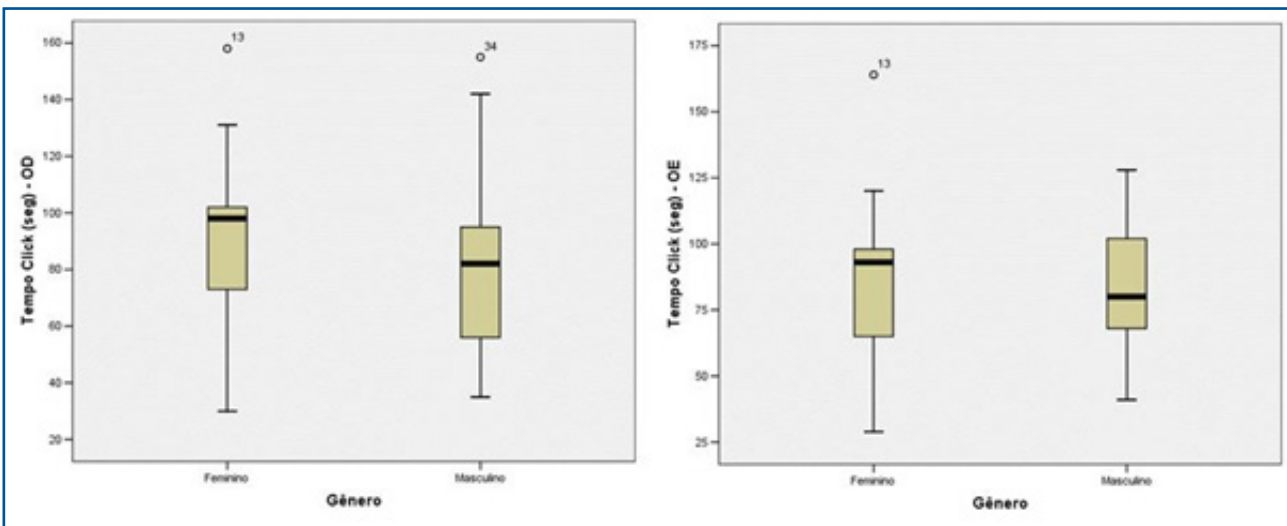 Tempo Click (seg) - OD
160
140
120
100
80
60
40
20
13
34
Feminino
Masculino
Gênero
Tempo Click (seg) - OE
175
150
125
100
75
50
25
13
Feminino
Masculino
Gênero